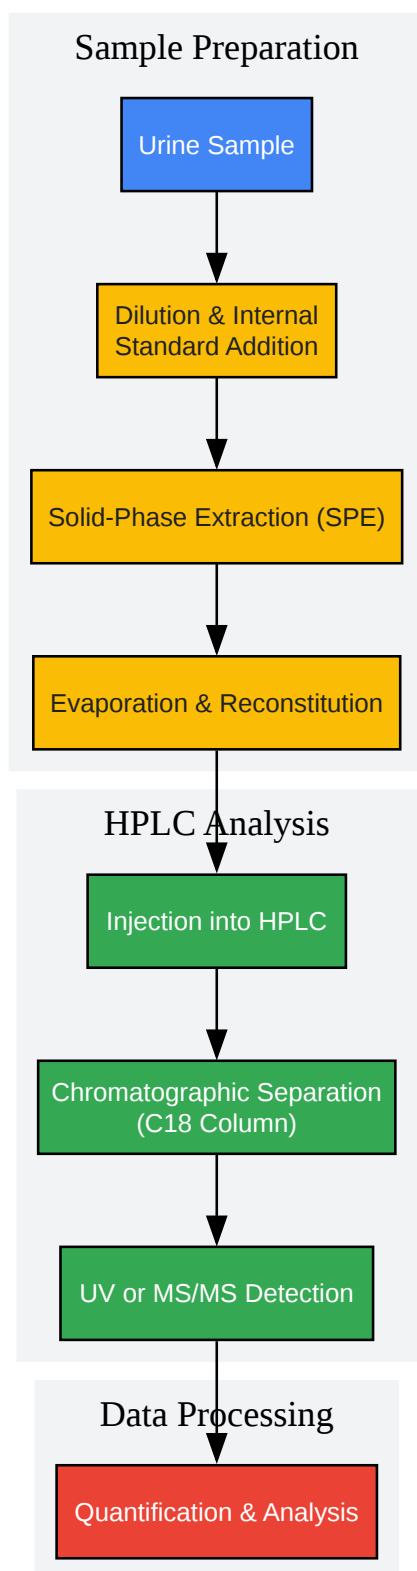 Sample Preparation
Urine Sample
Dilution & Internal
Standard Addition
Solid-Phase Extraction (SPE)
Evaporation & Reconstitution
HPLC Analysis
Injection into HPLC
Chromatographic Separation
(C18 Column)
UV or MS/MS Detection
Data Processing
Quantification & Analysis